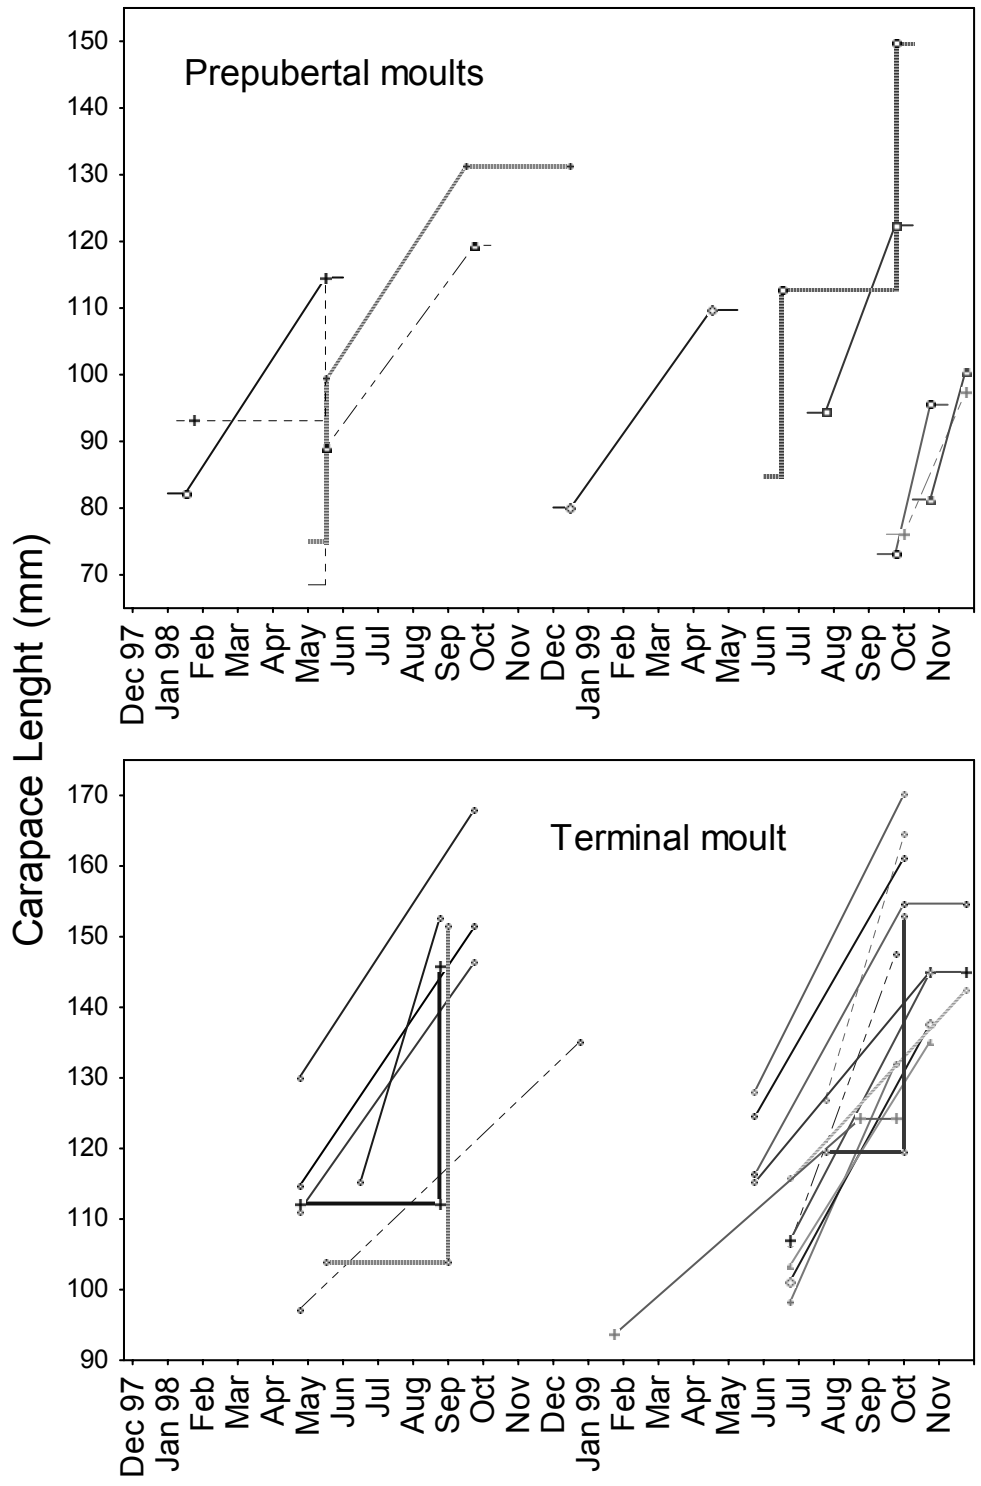 Carapace Lenght (mm)
Prepubertal moults
150
140
130
120
110
100
90
80
70
Dec 97
Jan 98
Feb
Mar
Apr
May
Jun
Jul
Aug
Sep
Oct
Nov
Dec
Jan 99
Feb
Mar
Apr
May
Jun
Jul
Aug
Sep
Oct
Nov
Terminal moult
170
160
150
140
130
120
110
100
90
Dec 97
Jan 98
Feb
Mar
Apr
May
Jun
Jul
Aug
Sep
Oct
Nov
Dec
Jan 99
Feb
Mar
Apr
May
Jun
Jul
Aug
Sep
Oct
Nov